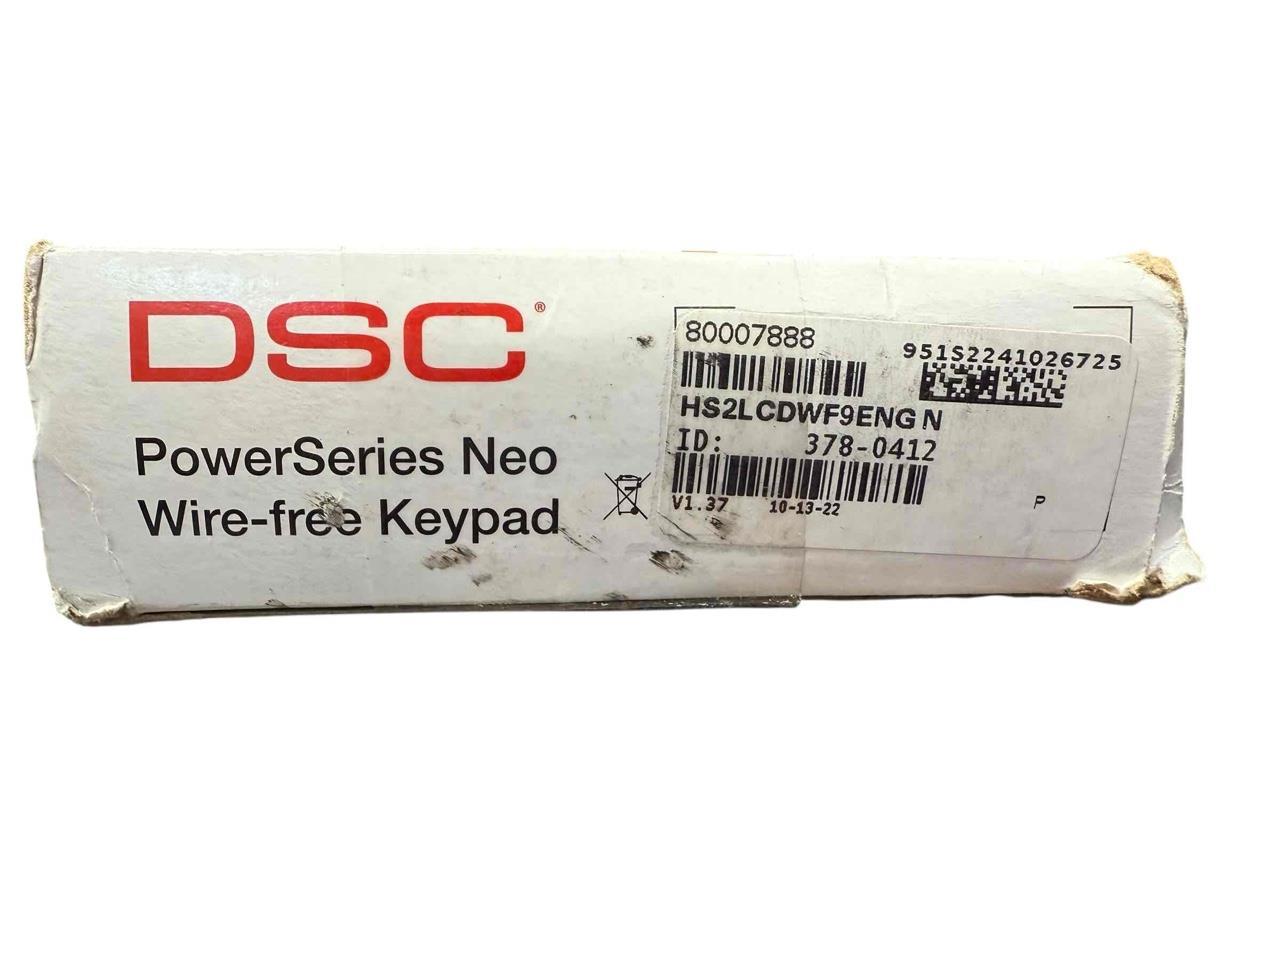 DSC®
PowerSeries Neo
Wire-free Keypad
80007888
951S2241026725
HS2LCDWF9ENG N
ID: 378-0412
V1.37 10-13-22
P